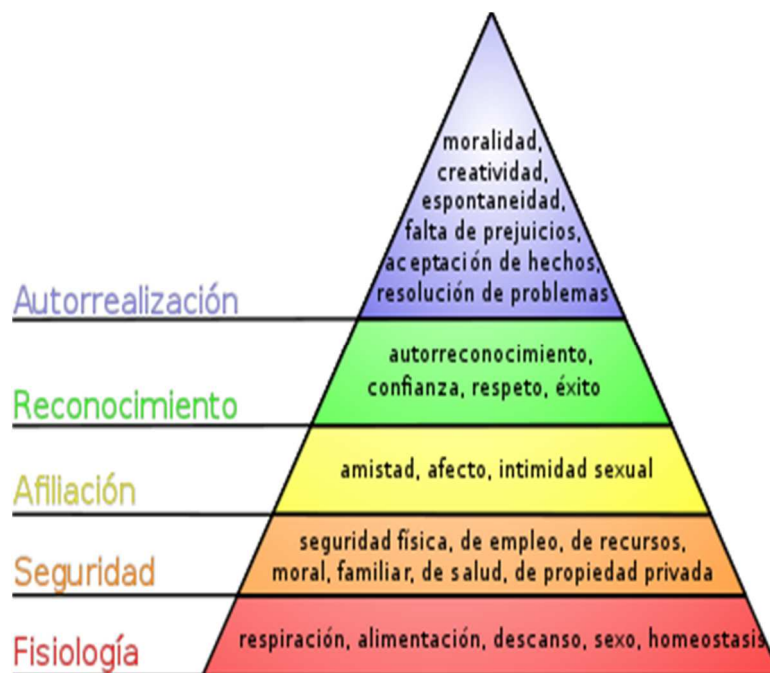 moralidad,
creatividad,
espontaneidad,
falta de prejuicios,
aceptación de hechos,
resolución de problemas
Autorrealización
autorreconocimiento,
confianza, respeto, éxito
Reconocimiento
amistad, afecto, intimidad sexual
Afiliación
seguridad física, de empleo, de recursos,
moral, familiar, de salud, de propiedad privada
Seguridad
respiración, alimentación, descanso, sexo, homeostasis
Fisiología